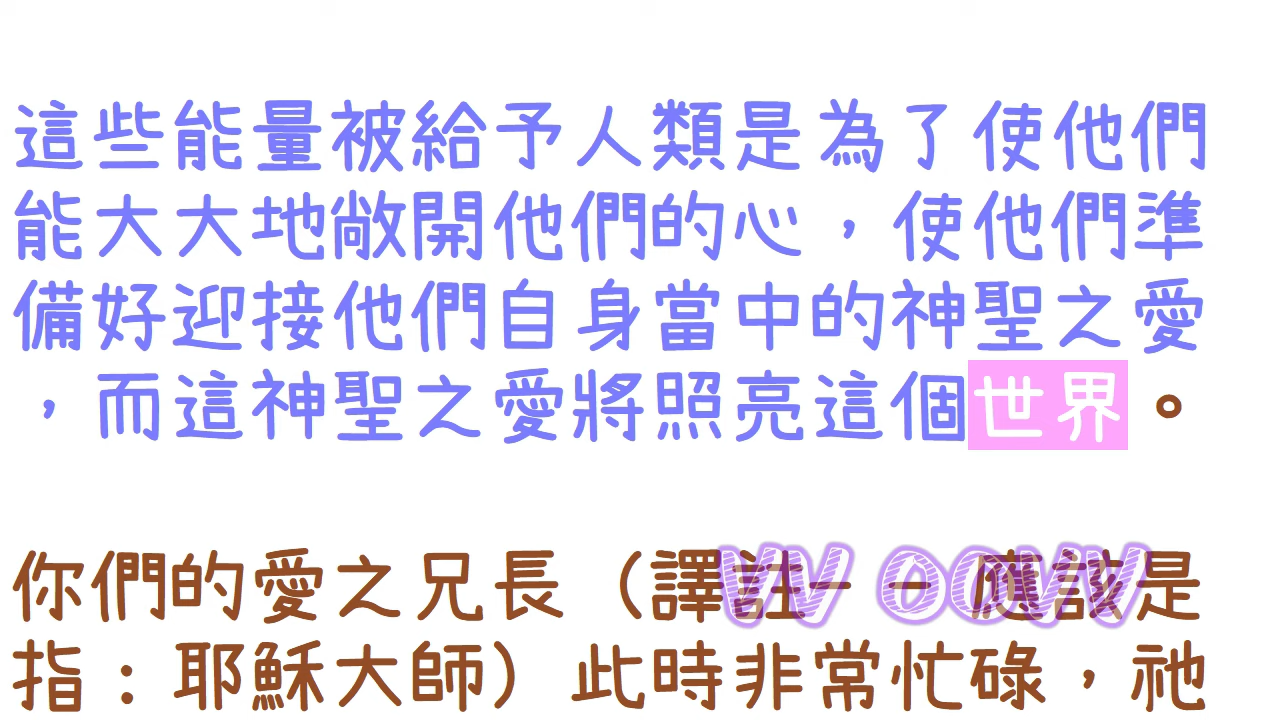 這些能量被給予人類是為了使他們
能大大地敞開他們的心，使他們準
備好迎接他們自身當中的神聖之愛
，而這神聖之愛將照亮這個世界。
你們的愛之兄長（譯註－－應該是
指：耶穌大師）此時非常忙碌，祂